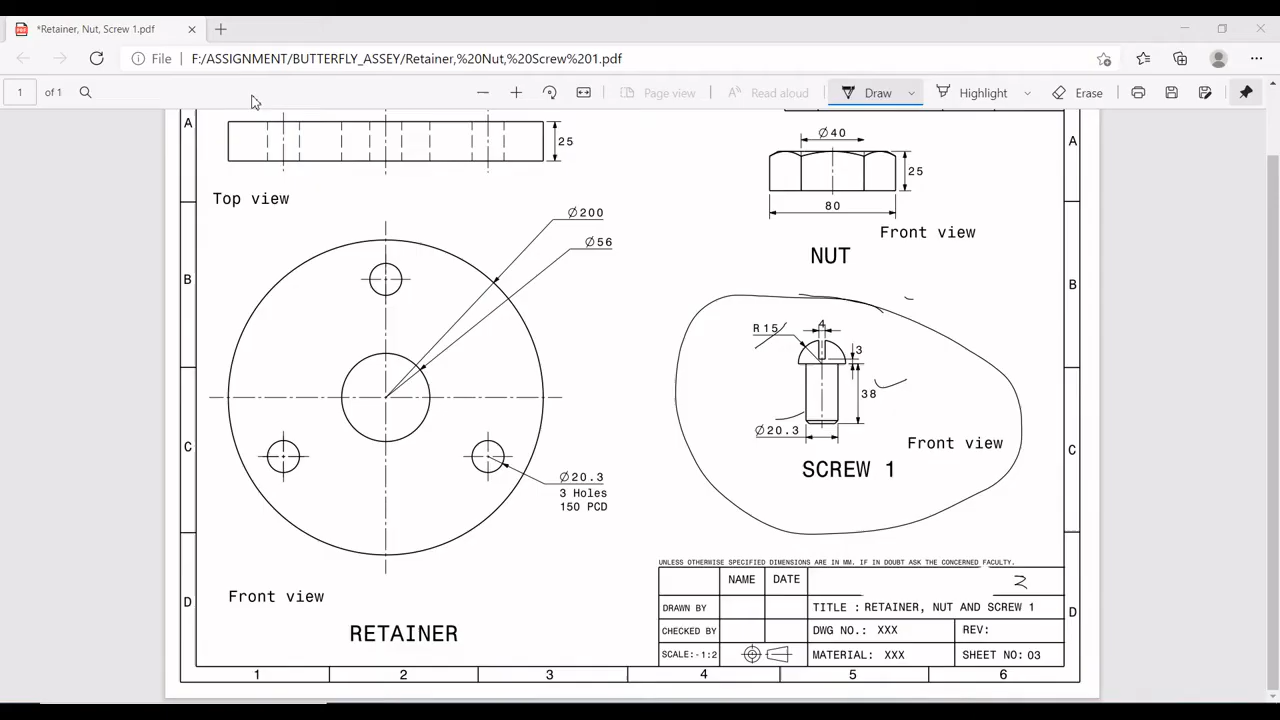 *Retainer, Nut, Screw 1.pdf
File
F:/ASSIGNMENT/BUTTERFLY_ASSEY/Retainer,%20Nut,%20Screw%201.pdf
1 of 1
Page view
Read aloud
Draw
Highlight
Erase
A
25
Top view
Ø200
Ø56
B
C
Ø20.3
3 Holes
150 PCD
Front view
RETAINER
D
Ø40
25
80
Front view
NUT
A
B
R15
4
3
38
Ø20.3
Front view
SCREW 1
C
UNLESS OTHERWISE SPECIFIED DIMENSIONS ARE IN MM. IF IN DOUBT ASK THE CONCERNED FACULTY.
NAME DATE
DRAWN BY TITLE : RETAINER, NUT AND SCREW 1
CHECKED BY DWG NO.: XXX REV:
SCALE:-1:2 MATERIAL: XXX SHEET NO: 03
D
1 2 3 4 5 6